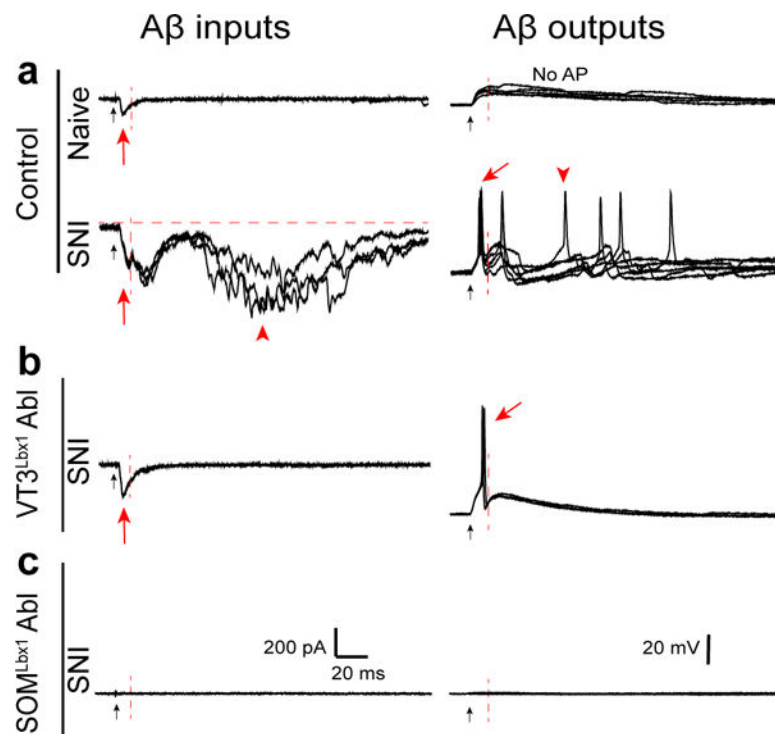 Aβ inputs
Aβ outputs
a
Control
Naive
No AP
SNI
b
VT3Lbx1 Abl
SNI
c
SOMLbx1 Abl
SNI
200 pA
20 ms
20 mV